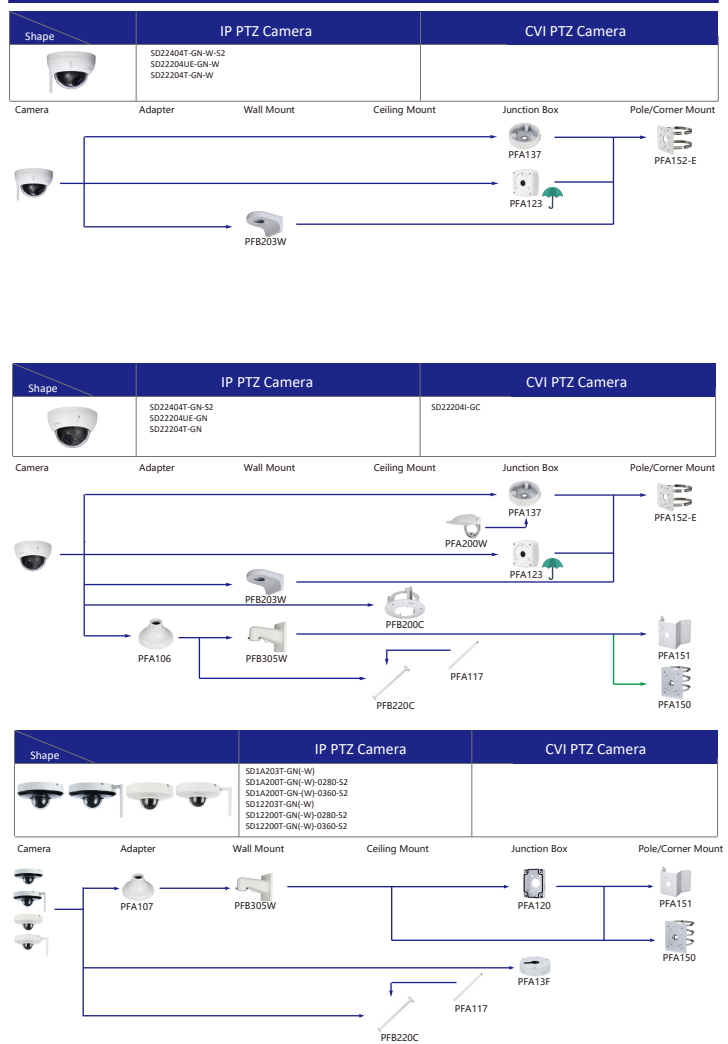 Shape IP PTZ Camera CVI PTZ Camera
SD22404T-GN-W-S2
SD22204UE-GN-W
SD22204T-GN-W
Camera Adapter Wall Mount Ceiling Mount Junction Box Pole/Corner Mount
PFA137
PFA152-E
PFA123
PFB203W
Shape IP PTZ Camera CVI PTZ Camera
SD22404T-GN-S2 SD22204I-GC
SD22204UE-GN
SD22204T-GN
Camera Adapter Wall Mount Ceiling Mount Junction Box Pole/Corner Mount
PFA137
PFA152-E
PFA200W
PFA123
PFB203W
PFB200C
PFA106 PFB305W PFA151
PFA117
PFB220C PFA150
Shape IP PTZ Camera CVI PTZ Camera
SD1A203T-GN(-W)
SD1A200T-GN(-W)-0280-S2
SD1A200T-GN-(W)-0360-S2
SD12203T-GN(-W)
SD12200T-GN(-W)-0280-S2
SD12200T-GN(-W)-0360-S2
Camera Adapter Wall Mount Ceiling Mount Junction Box Pole/Corner Mount
PFA107 PFB305W PFA120 PFA151
PFA150
PFA13F
PFA117
PFB220C